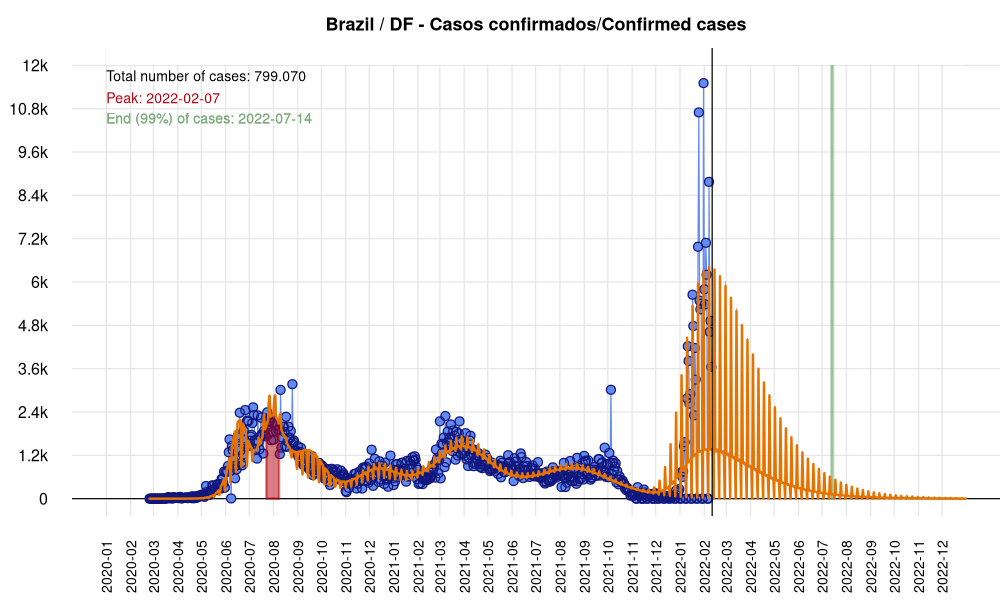 Brazil / DF - Casos confirmados/Confirmed cases
Total number of cases: 799.070
Peak: 2022-02-07
End (99%) of cases: 2022-07-14
12k
10.8k
9.6k
8.4k
7.2k
6k
4.8k
3.6k
2.4k
1.2k
0
2020-01
2020-02
2020-03
2020-04
2020-05
2020-06
2020-07
2020-08
2020-09
2020-10
2020-11
2020-12
2021-01
2021-02
2021-03
2021-04
2021-05
2021-06
2021-07
2021-08
2021-09
2021-10
2021-11
2021-12
2022-01
2022-02
2022-03
2022-04
2022-05
2022-06
2022-07
2022-08
2022-09
2022-10
2022-11
2022-12